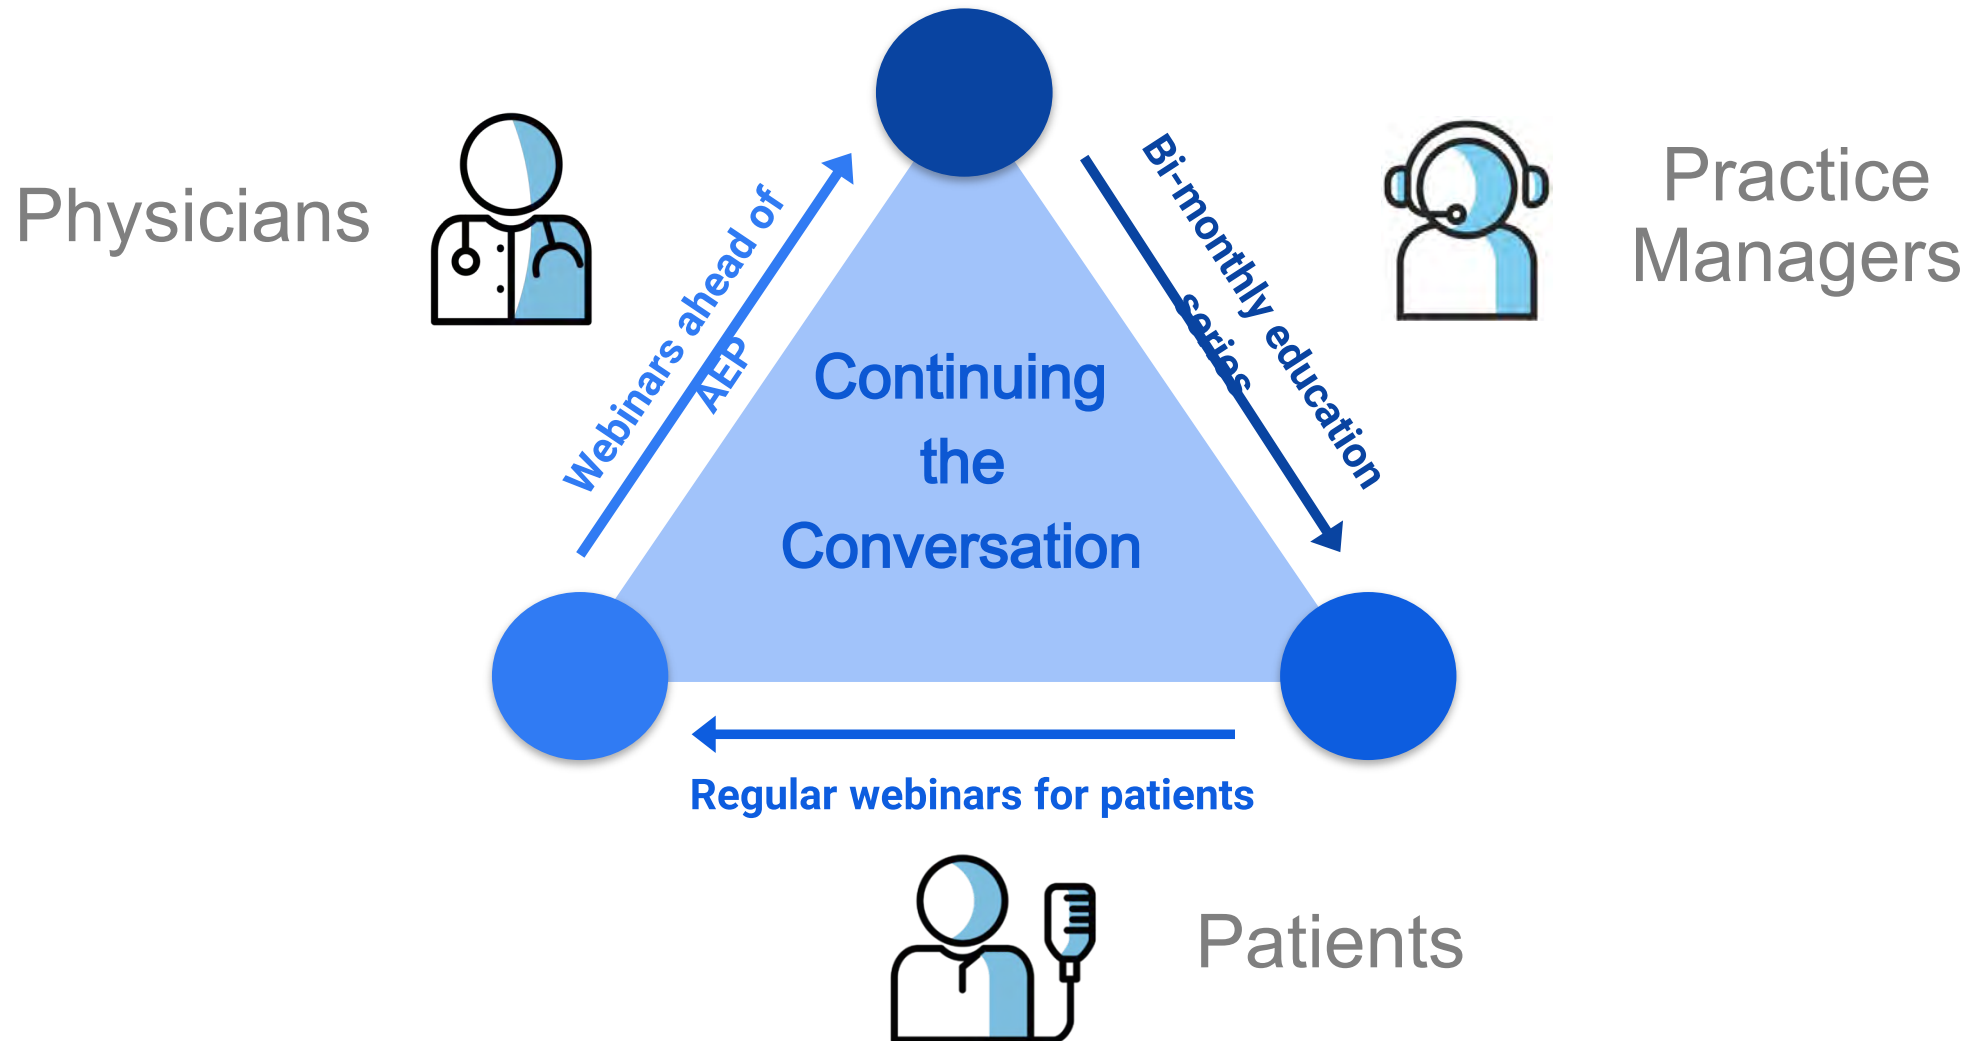 Physicians
Webinars ahead of
AEP
Continuing
the
Conversation
Bi-monthly education
series
Practice
Managers
Regular webinars for patients
Patients